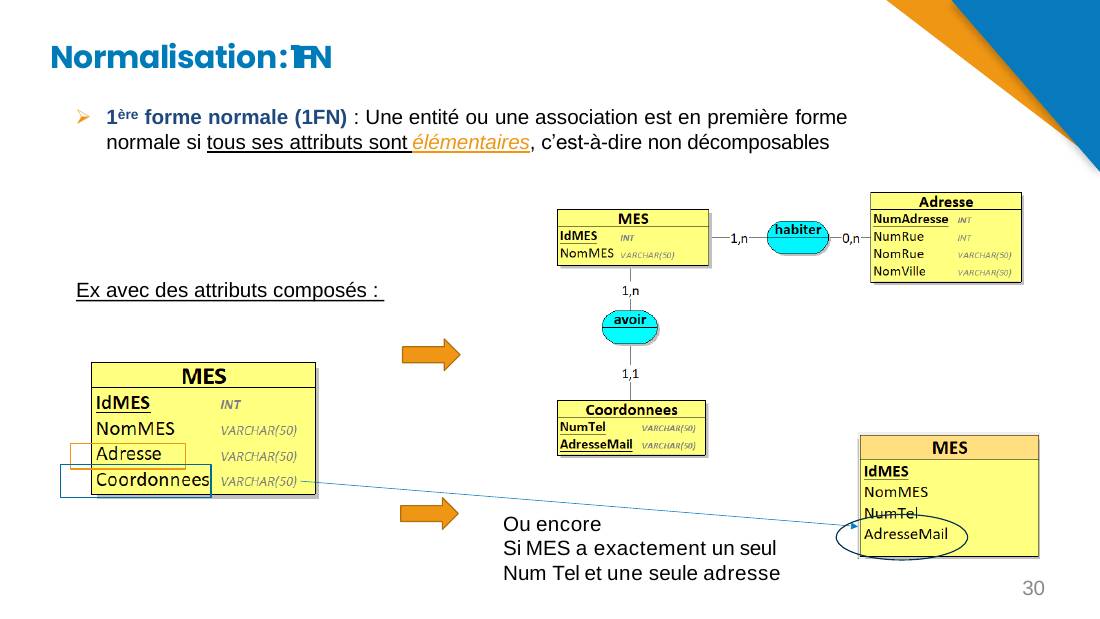 Normalisation: 1FN
1ère forme normale (1FN) : Une entité ou une association est en première forme
normale si tous ses attributs sont élémentaires, c’est-à-dire non décomposables
MES
IdMES INT
NomMES VARCHAR(50)
1,n
habiter
0,n
Adresse
NumAdresse INT
NumRue INT
NomRue VARCHAR(50)
NomVille VARCHAR(50)
Ex avec des attributs composés :
1,n
avoir
1,1
Coordonnees
NumTel VARCHAR(50)
AdresseMail VARCHAR(50)
MES
IdMES INT
NomMES VARCHAR(50)
Adresse VARCHAR(50)
Coordonnees VARCHAR(50)
MES
IdMES
NomMES
NumTel
AdresseMail
Ou encore
Si MES a exactement un seul
Num Tel et une seule adresse
30